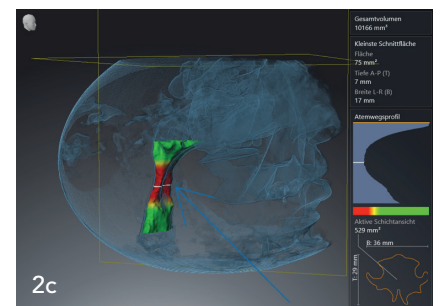 Gesamtvolumen
10166 mm³
Kleinste Schnittfläche
Fläche
75 mm²
Tiefe A-P (T)
7 mm
Breite L-R (B)
17 mm
Atemwegsprofil
Aktive Schichtansicht
529 mm²
B: 36 mm
T: 29 mm
2c